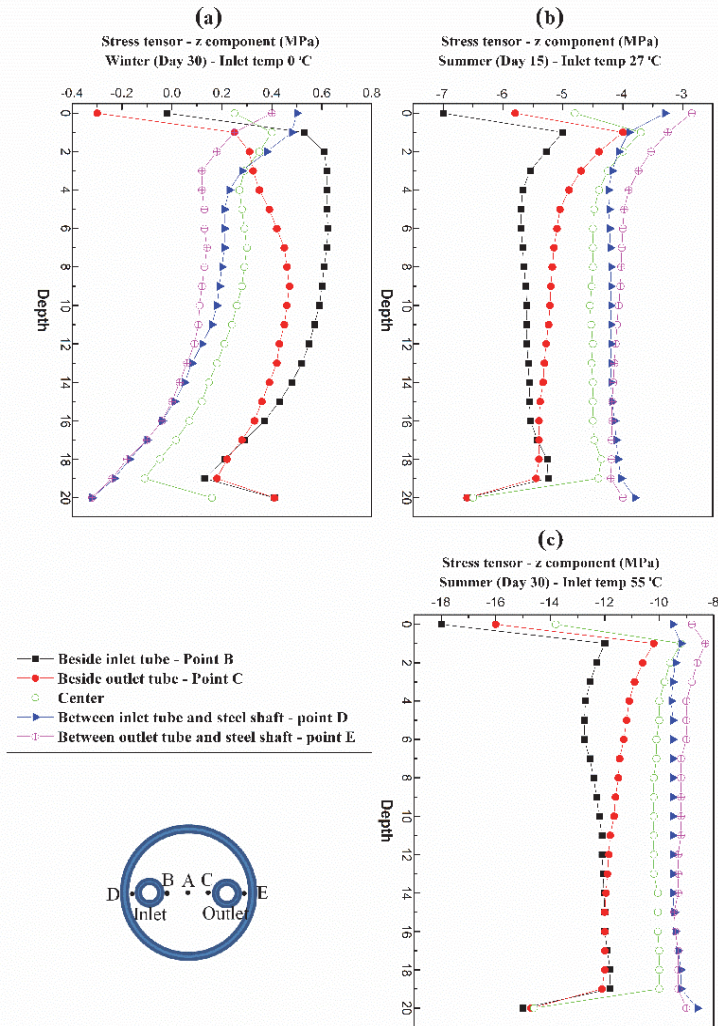 (a)
Stress tensor - z component (MPa)
Winter (Day 30) - Inlet temp 0 °C
-0.4 -0.2 0.0 0.2 0.4 0.6 0.8
0
2
4
6
8
10
12
14
16
18
20
Depth
(b)
Stress tensor - z component (MPa)
Summer (Day 15) - Inlet temp 27 °C
-7 -6 -5 -4 -3
0
2
4
6
8
10
12
14
16
18
20
Depth
(c)
Stress tensor - z component (MPa)
Summer (Day 30) - Inlet temp 55 °C
-18 -16 -14 -12 -10 -8
0
2
4
6
8
10
12
14
16
18
20
Depth
Beside inlet tube - Point B
Beside outlet tube - Point C
Center
Between inlet tube and steel shaft - point D
Between outlet tube and steel shaft - point E
D B A C E
Inlet Outlet